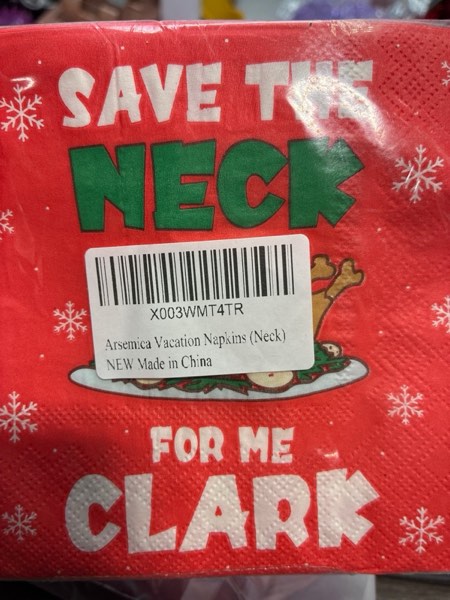 SAVE THE
NECK
X003WMT4TR
Arsemica Vacation Napkins (Neck)
NEW Made in China
FOR ME
CLARK